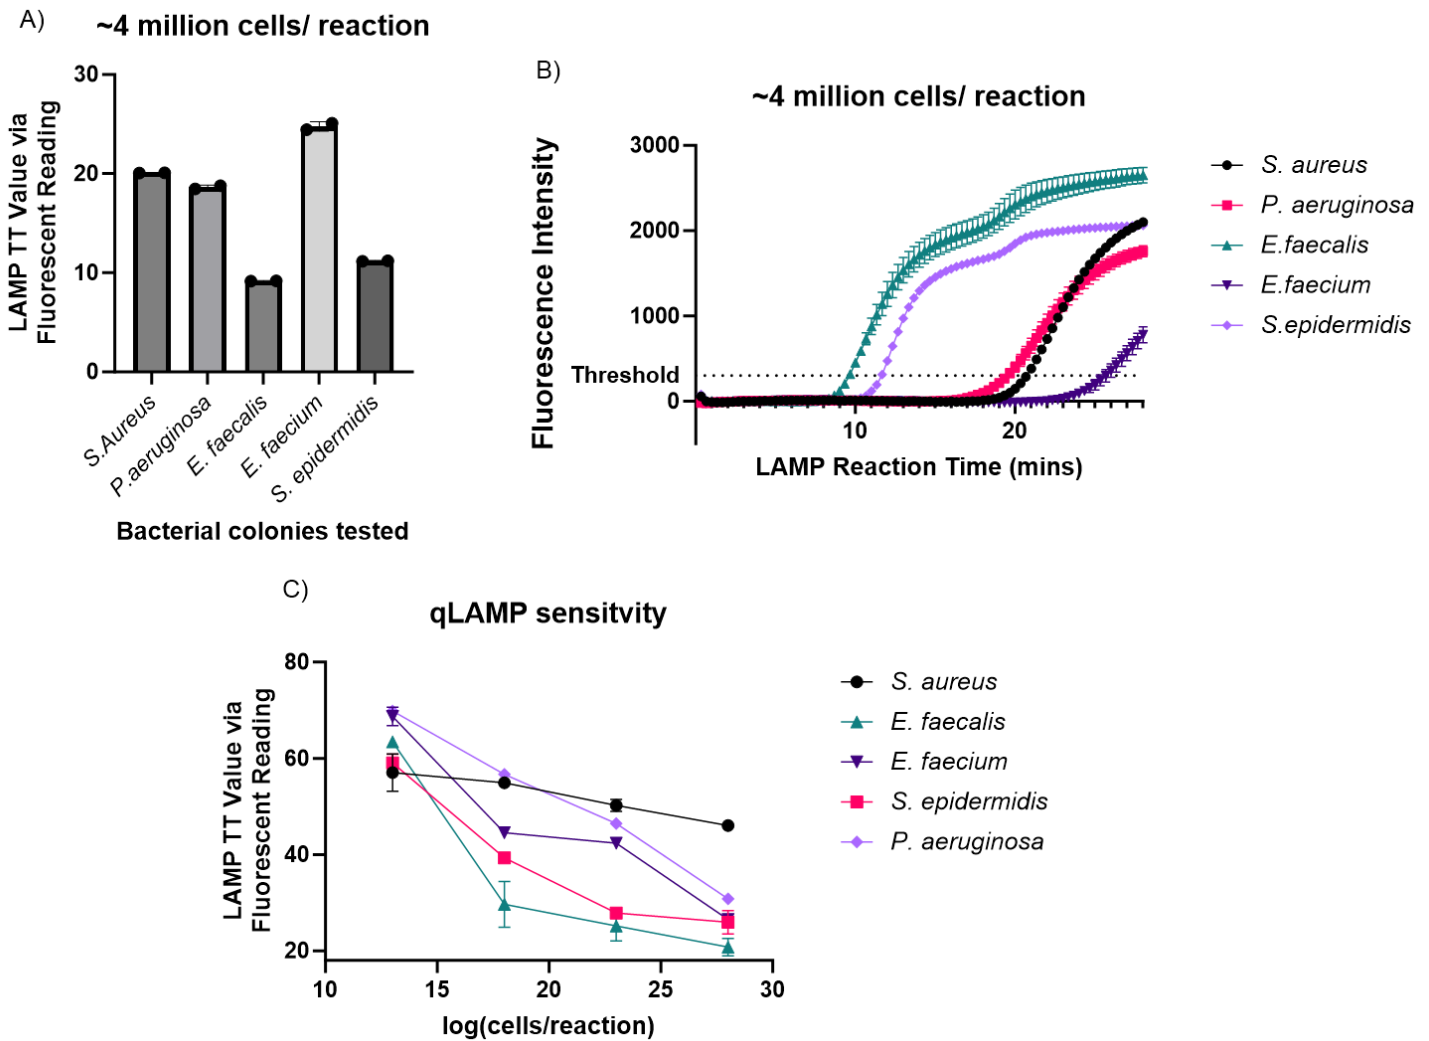 A)
~4 million cells/ reaction
LAMP TT Value via
Fluorescent Reading
30
20
10
0
S.Aureus
P.aeruginosa
E. faecalis
E. faecium
S. epidermidis
Bacterial colonies tested
B)
~4 million cells/ reaction
Fluorescence Intensity
3000
2000
1000
Threshold
0
10
20
LAMP Reaction Time (mins)
S. aureus
P. aeruginosa
E.faecalis
E.faecium
S.epidermidis
C)
qLAMP sensitvity
LAMP TT Value via
Fluorescent Reading
80
60
40
20
10
15
20
25
30
log(cells/reaction)
S. aureus
E. faecalis
E. faecium
S. epidermidis
P. aeruginosa